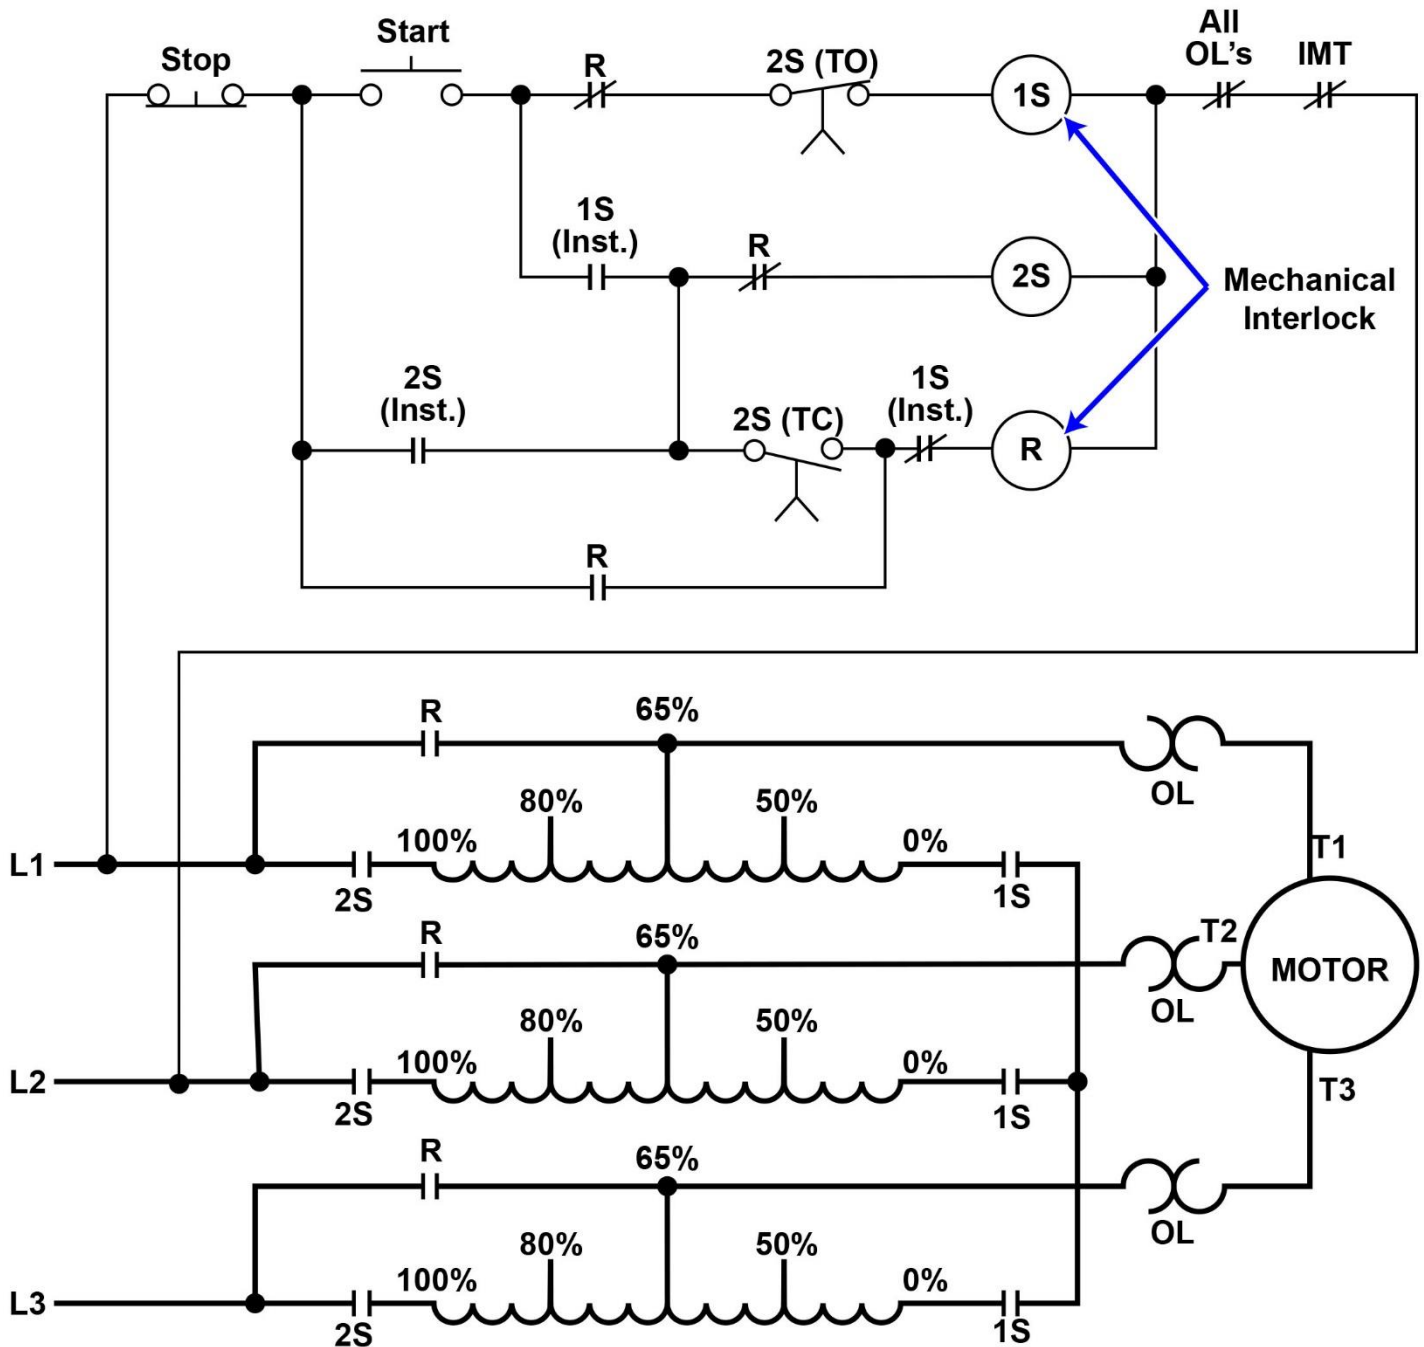 Stop
Start
R
2S (TO)
1S
All
OL's
IMT
1S
(Inst.)
R
2S
Mechanical
Interlock
2S
(Inst.)
2S (TC)
1S
(Inst.)
R
R
R
65%
OL
80%
50%
100%
0%
L1
2S
1S
T1
R
65%
T2
OL
MOTOR
80%
50%
100%
0%
L2
2S
1S
T3
R
65%
OL
80%
50%
100%
0%
L3
2S
1S